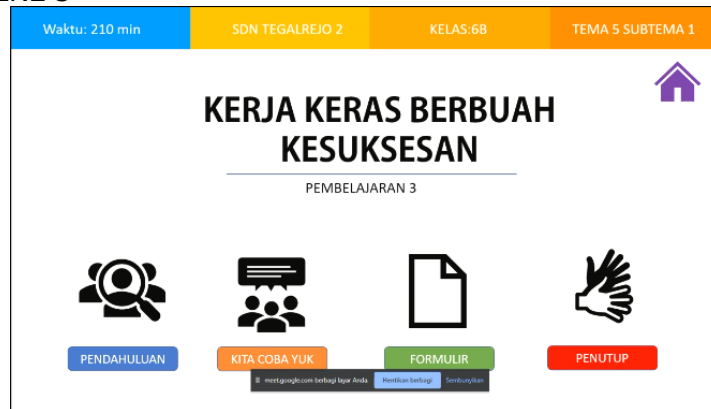 Waktu: 210 min
SDN TEGALREJO 2
KELAS:6B
TEMA 5 SUBTEMA 1
KERJA KERAS BERBUAH
KESUKSESAN
PEMBELAJARAN 3
PENDAHULUAN
KITA COBA YUK
FORMULIR
PENUTUP
meet.google.com berbagi layar Anda.
Hentikan berbagi
Sembunyikan